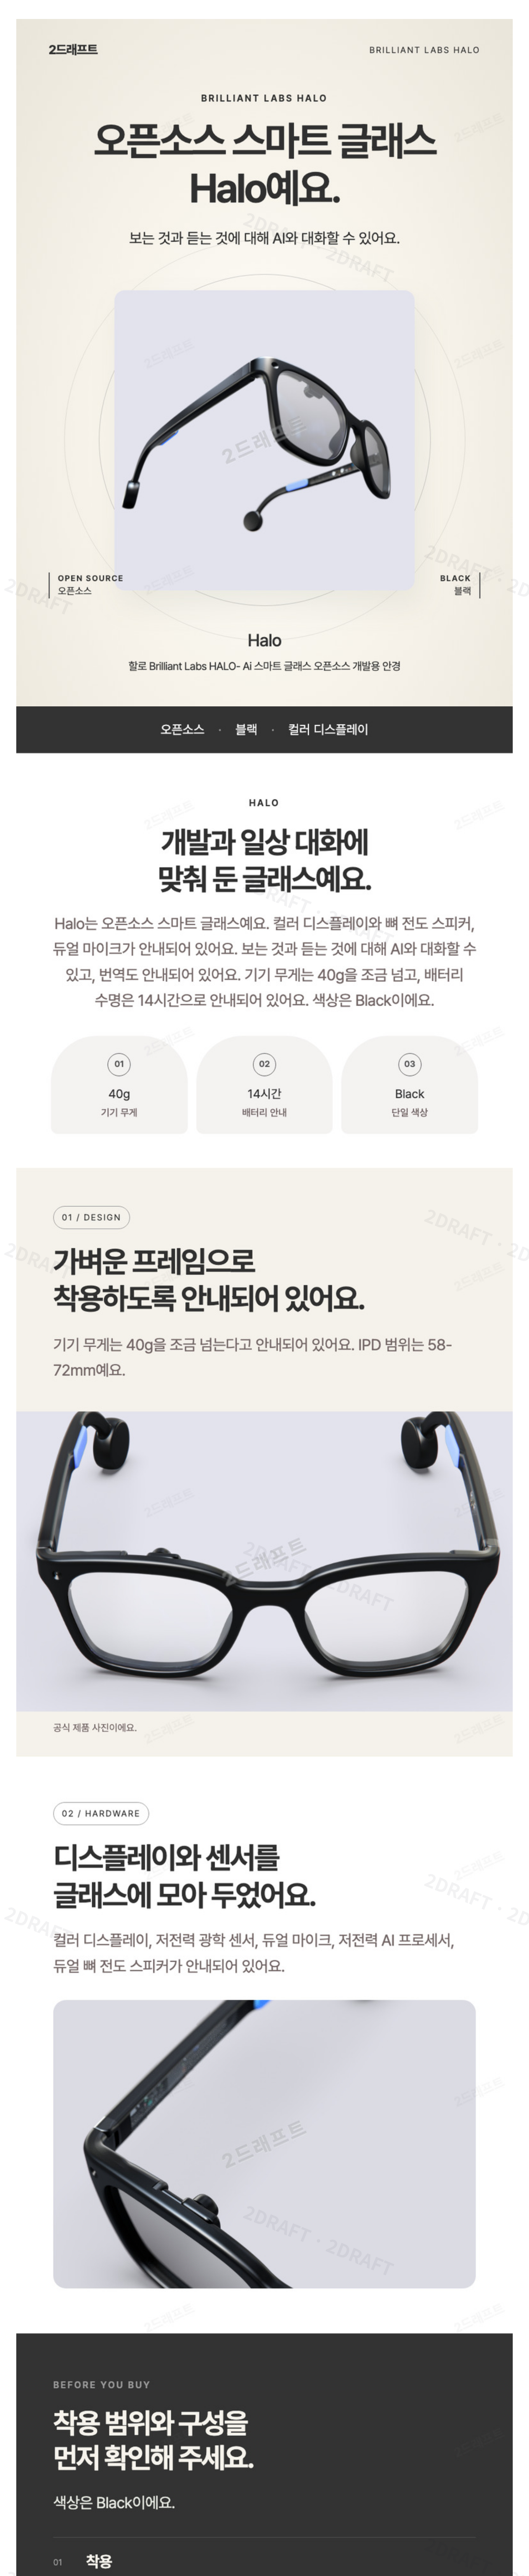 2드래프트
BRILLIANT LABS HALO
BRILLIANT LABS HALO
오픈소스 스마트 글래스
Halo예요.
보는 것과 듣는 것에 대해 AI와 대화할 수 있어요.
2드래프트
OPEN SOURCE
오픈소스
BLACK
블랙
Halo
할로 Brilliant Labs HALO- Ai 스마트 글래스 오픈소스 개발용 안경
오픈소스 · 블랙 · 컬러 디스플레이
HALO
개발과 일상 대화에
맞춰 둔 글래스예요.
Halo는 오픈소스 스마트 글래스예요. 컬러 디스플레이와 뼈 전도 스피커,
듀얼 마이크가 안내되어 있어요. 보는 것과 듣는 것에 대해 AI와 대화할 수
있고, 번역도 안내되어 있어요. 기기 무게는 40g을 조금 넘고, 배터리
수명은 14시간으로 안내되어 있어요. 색상은 Black이에요.
01
40g
기기 무게
02
14시간
배터리 안내
03
Black
단일 색상
01 / DESIGN
가벼운 프레임으로
착용하도록 안내되어 있어요.
기기 무게는 40g을 조금 넘는다고 안내되어 있어요. IPD 범위는 58-
72mm예요.
2드래프트
공식 제품 사진이에요.
02 / HARDWARE
디스플레이와 센서를
글래스에 모아 두었어요.
컬러 디스플레이, 저전력 광학 센서, 듀얼 마이크, 저전력 AI 프로세서,
듀얼 뼈 전도 스피커가 안내되어 있어요.
2드래프트
2DRAFT · 2DRAFT
BEFORE YOU BUY
착용 범위와 구성을
먼저 확인해 주세요.
색상은 Black이에요.
01 착용